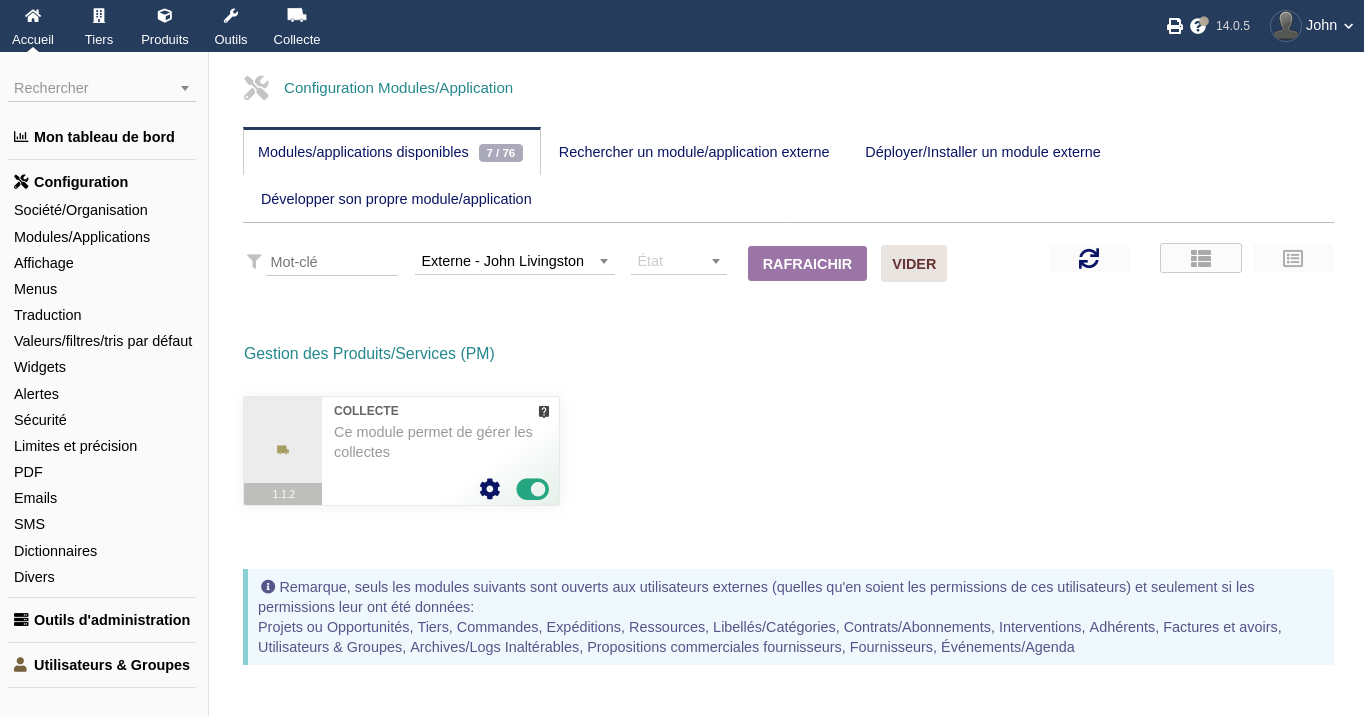 Accueil
Tiers
Produits
Outils
Collecte
14.0.5
John
Rechercher
Mon tableau de bord
Configuration
Société/Organisation
Modules/Applications
Affichage
Menus
Traduction
Valeurs/filtres/tris par défaut
Widgets
Alertes
Sécurité
Limites et précision
PDF
Emails
SMS
Dictionnaires
Divers
Outils d'administration
Utilisateurs & Groupes
Configuration Modules/Application
Modules/applications disponibles 7 / 76
Rechercher un module/application externe
Déployer/Installer un module externe
Développer son propre module/application
Mot-clé
Externe - John Livingston
État
RAFRAICHIR
VIDER
Gestion des Produits/Services (PM)
COLLECTE
Ce module permet de gérer les
collectes
1.1.2
Remarque, seuls les modules suivants sont ouverts aux utilisateurs externes (quelles qu'en soient les permissions de ces utilisateurs) et seulement si les
permissions leur ont été données:
Projets ou Opportunités, Tiers, Commandes, Expéditions, Ressources, Libellés/Catégories, Contrats/Abonnements, Interventions, Adhérents, Factures et avoirs,
Utilisateurs & Groupes, Archives/Logs Inaltérables, Propositions commerciales fournisseurs, Fournisseurs, Événements/Agenda